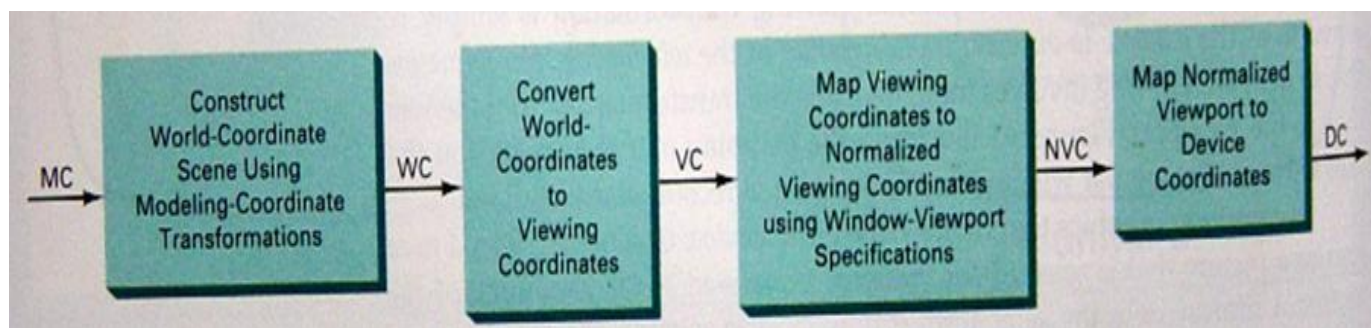 MC
Construct
World-Coordinate
Scene Using
Modeling-Coordinate
Transformations
WC
Convert
World-
Coordinates
to
Viewing
Coordinates
VC
Map Viewing
Coordinates to
Normalized
Viewing Coordinates
using Window-Viewport
Specifications
NVC
Map Normalized
Viewport to
Device
Coordinates
DC